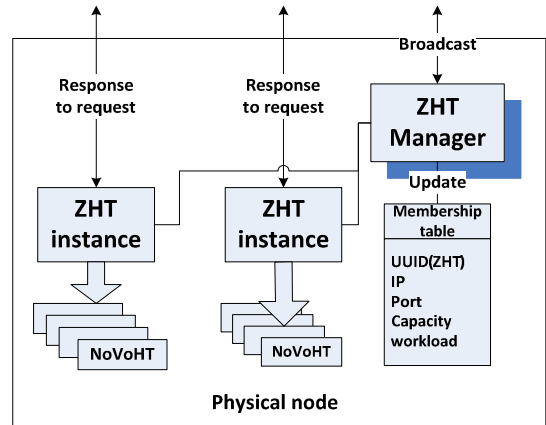 Broadcast
Response
to request
Response
to request
ZHT
Manager
Update
ZHT
instance
ZHT
instance
Membership
table
UUID(ZHT)
IP
Port
Capacity
workload
NoVoHT
NoVoHT
Physical node